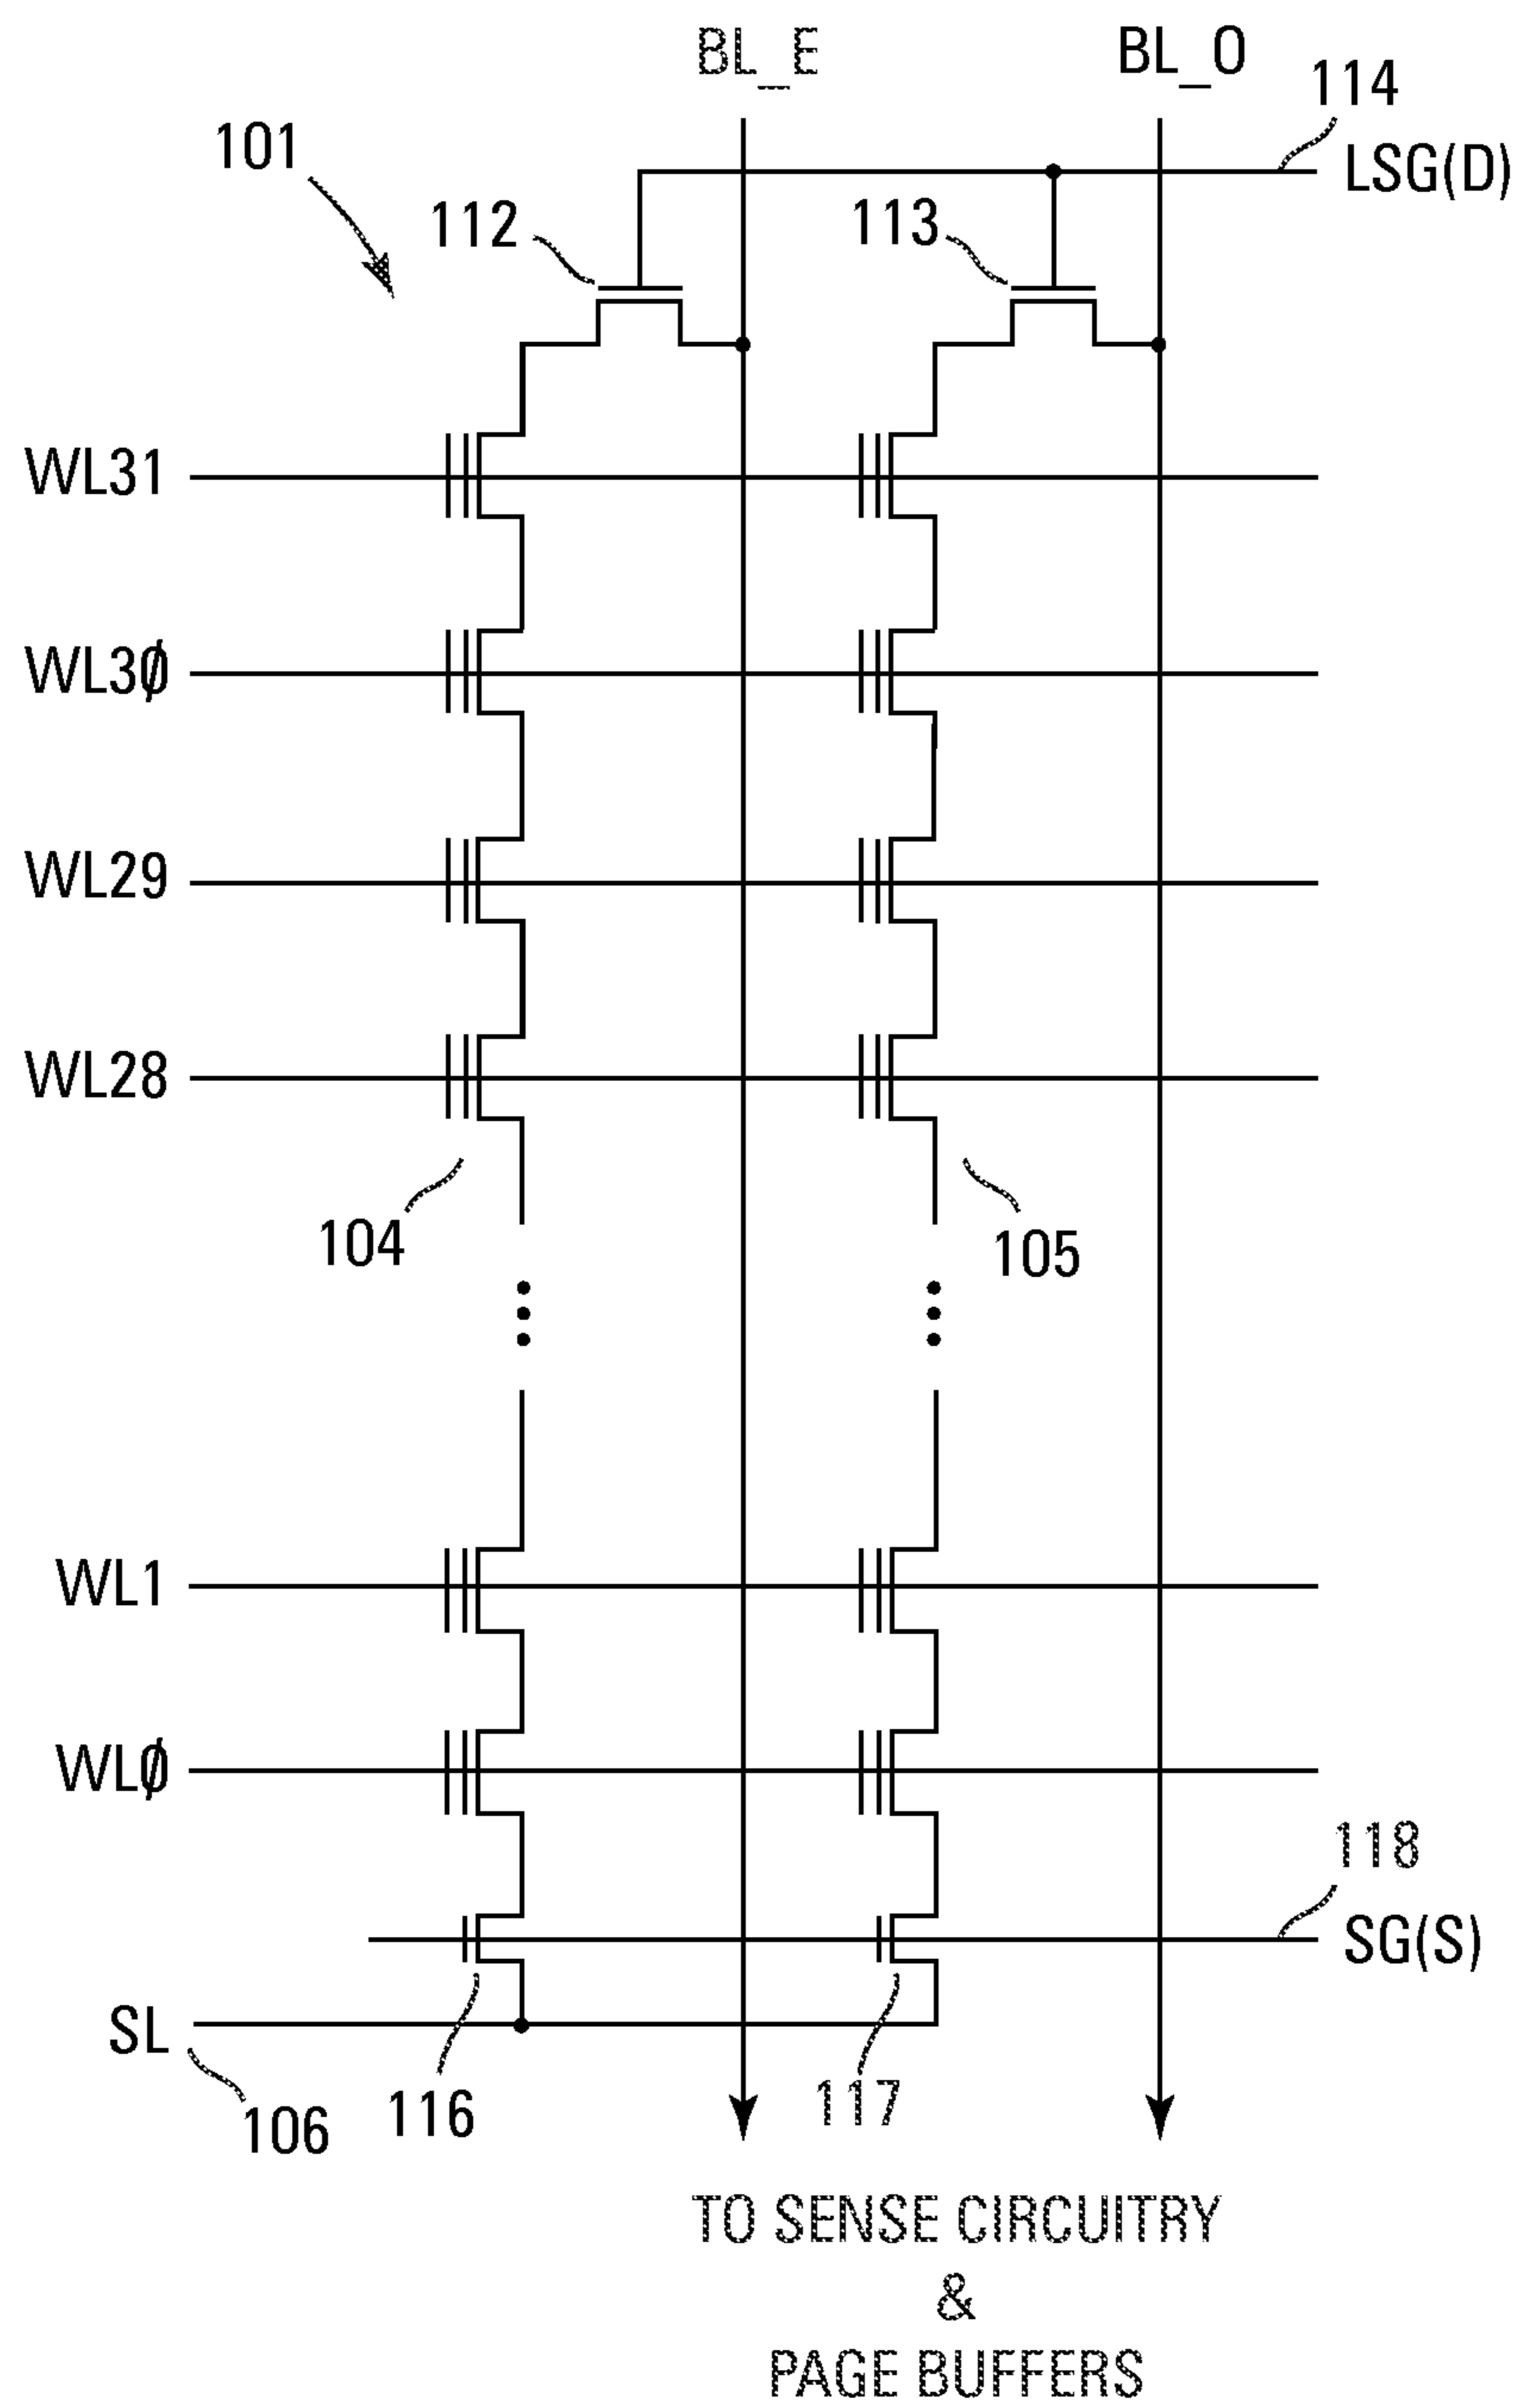 BL_E
BL_O
114
LSG(D)
101
112
113
WL31
WL3Ø
WL29
WL28
104
105
WL1
WLØ
118
SG(S)
SL
106
116
117
TO SENSE CIRCUITRY
&
PAGE BUFFERS